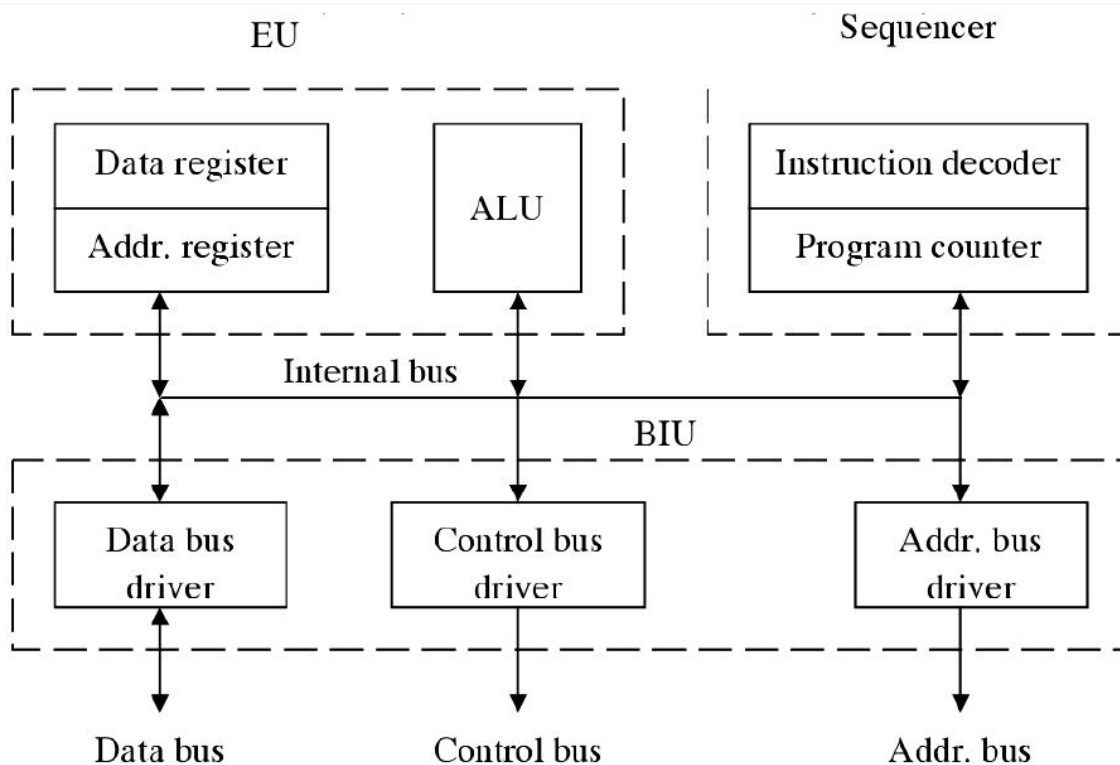 EU
Sequencer
Data register
ALU
Instruction decoder
Addr. register
Program counter
Internal bus
BIU
Data bus
driver
Control bus
driver
Addr. bus
driver
Data bus
Control bus
Addr. bus